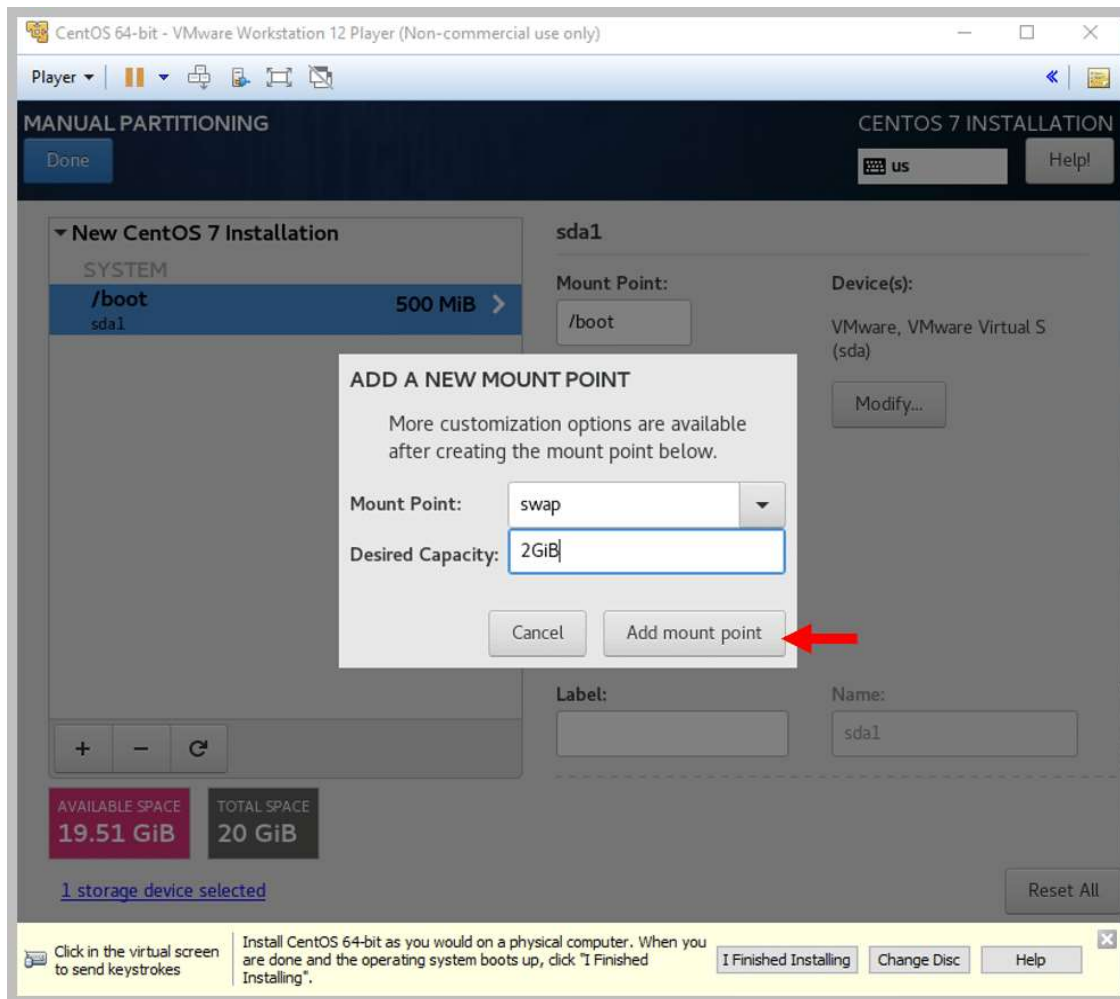 CentOS 64-bit - VMware Workstation 12 Player (Non-commercial use only)
Player
MANUAL PARTITIONING
CENTOS 7 INSTALLATION
Done
us
Help!
New CentOS 7 Installation
SYSTEM
/boot
500 MiB
sda1
sda1
Mount Point:
Device(s):
/boot
VMware, VMware Virtual S
(sda)
Modify...
ADD A NEW MOUNT POINT
More customization options are available
after creating the mount point below.
Mount Point:
swap
Desired Capacity:
2GiB
Cancel
Add mount point
Label:
Name:
sda1
+ −
AVAILABLE SPACE
19.51 GiB
TOTAL SPACE
20 GiB
1 storage device selected
Reset All
Click in the virtual screen
to send keystrokes
Install CentOS 64-bit as you would on a physical computer. When you
are done and the operating system boots up, click "I Finished
Installing".
I Finished Installing
Change Disc
Help